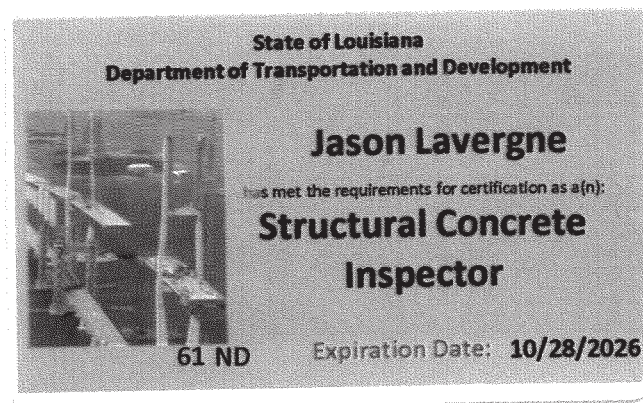 State of Louisiana
Department of Transportation and Development
Jason Lavergne
has met the requirements for certification as a(n):
Structural Concrete
Inspector
61 ND
Expiration Date: 10/28/2026